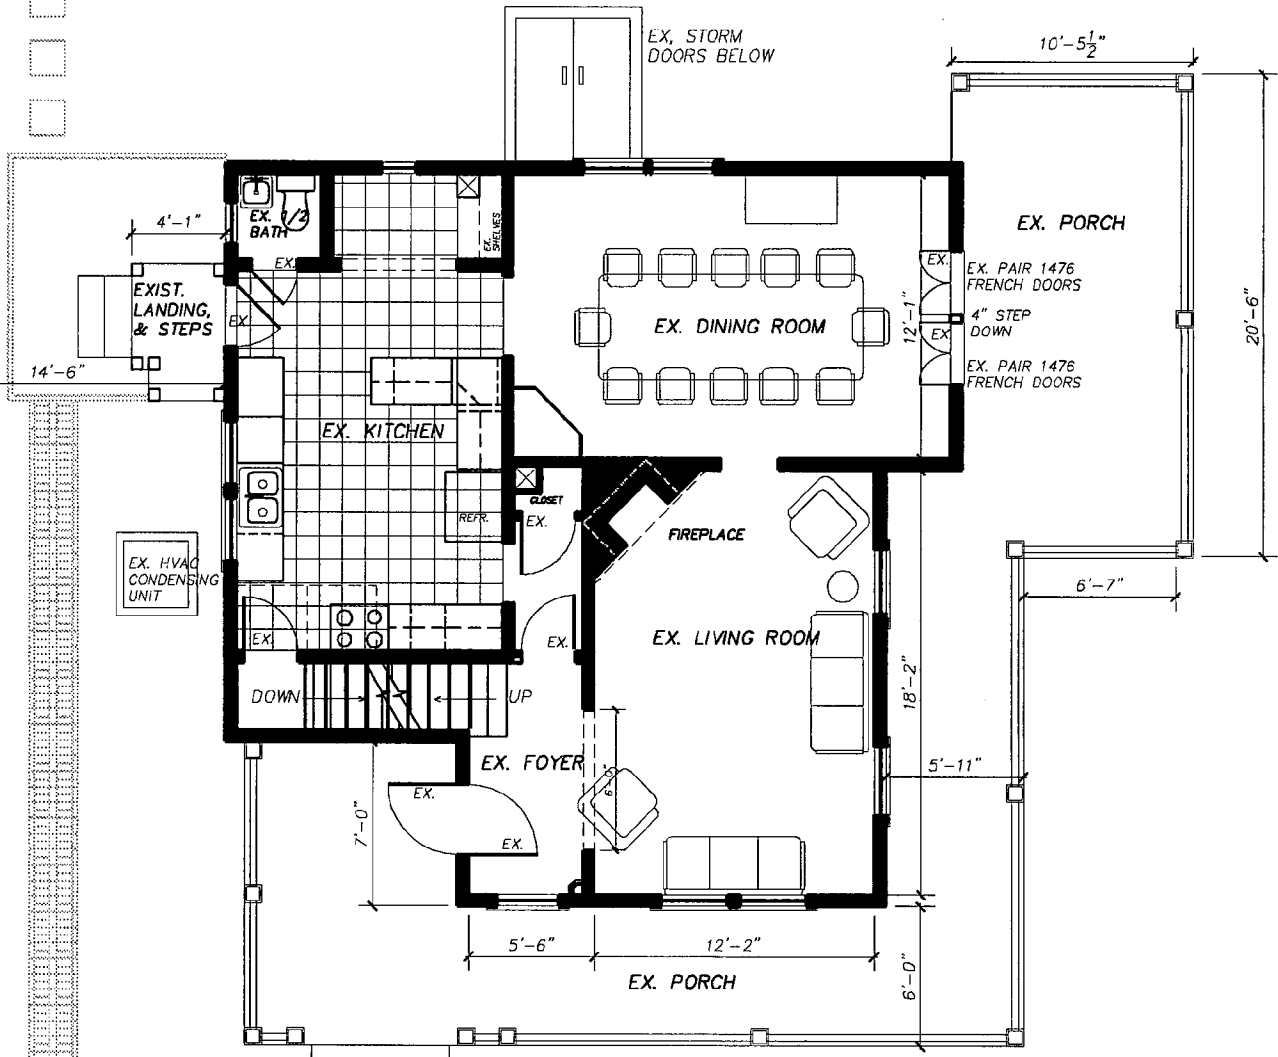 EX, STORM
DOORS BELOW
10'-5½"
4'-1"
EX. 1/2
BATH
EX.
SHELVES
EX.
EX. PORCH
EXIST.
LANDING,
& STEPS
EX.
EX. DINING ROOM
12'-1"
EX.
EX. PAIR 1476
FRENCH DOORS
4" STEP
DOWN
EX.
EX. PAIR 1476
FRENCH DOORS
20'-6"
14'-6"
EX. KITCHEN
CLOSET
REFR.
EX.
FIREPLACE
EX. HVAC
CONDENSING
UNIT
6'-7"
EX.
EX.
EX. LIVING ROOM
18'-2"
DOWN
UP
EX. FOYER
5'-11"
EX.
6'-0"
7'-0"
EX.
5'-6"
12'-2"
EX. PORCH
6'-0"